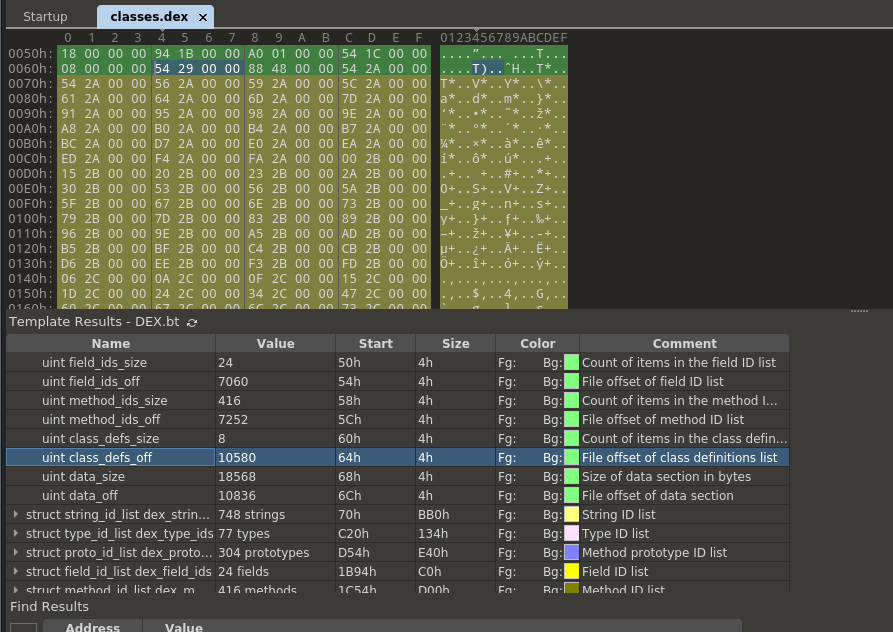 Startup classes.dex ×
0 1 2 3 4 5 6 7 8 9 A B C D E F 0123456789ABCDEF
0050h: 18 00 00 00 94 1B 00 00 A0 01 00 00 54 1C 00 00 ....”... ...T...
0060h: 08 00 00 00 54 29 00 00 88 48 00 00 54 2A 00 00 ....T)..ˆH..T*..
0070h: 54 2A 00 00 56 2A 00 00 59 2A 00 00 5C 2A 00 00 T*..V*..Y*..\*..
0080h: 61 2A 00 00 64 2A 00 00 6D 2A 00 00 7D 2A 00 00 a*..d*..m*..}*..
0090h: 91 2A 00 00 95 2A 00 00 98 2A 00 00 9E 2A 00 00 ‘*..•*..˜*..ž*..
00A0h: A8 2A 00 00 B0 2A 00 00 B4 2A 00 00 B7 2A 00 00 ¨*..°*..´*..·*..
00B0h: BC 2A 00 00 D7 2A 00 00 E0 2A 00 00 EA 2A 00 00 ¼*..×*..à*..ê*..
00C0h: ED 2A 00 00 F4 2A 00 00 FA 2A 00 00 00 2B 00 00 í*..ô*..ú*...+..
00D0h: 15 2B 00 00 20 2B 00 00 23 2B 00 00 2A 2B 00 00 .+.. +..#+..*+..
00E0h: 30 2B 00 00 53 2B 00 00 56 2B 00 00 5A 2B 00 00 0+..S+..V+..Z+..
00F0h: 5F 2B 00 00 67 2B 00 00 6E 2B 00 00 73 2B 00 00 _+..g+..n+..s+..
0100h: 79 2B 00 00 7D 2B 00 00 83 2B 00 00 89 2B 00 00 y+..}+..ƒ+..‰+..
0110h: 96 2B 00 00 9E 2B 00 00 A5 2B 00 00 AD 2B 00 00 –+..ž+..¥+..-+..
0120h: B5 2B 00 00 BF 2B 00 00 C4 2B 00 00 CB 2B 00 00 µ+..¿+..Ä+..Ë+..
0130h: D6 2B 00 00 EE 2B 00 00 F3 2B 00 00 FD 2B 00 00 Ö+..î+..ó+..ý+..
0140h: 06 2C 00 00 0A 2C 00 00 0F 2C 00 00 15 2C 00 00 .,...,...,...,..
0150h: 1D 2C 00 00 24 2C 00 00 34 2C 00 00 47 2C 00 00 .,..$,..4,..G,..
Template Results - DEX.bt
Name Value Start Size Color Comment
uint field_ids_size 24 50h 4h Fg: Bg: Count of items in the field ID list
uint field_ids_off 7060 54h 4h Fg: Bg: File offset of field ID list
uint method_ids_size 416 58h 4h Fg: Bg: Count of items in the method I...
uint method_ids_off 7252 5Ch 4h Fg: Bg: File offset of method ID list
uint class_defs_size 8 60h 4h Fg: Bg: Count of items in the class defin...
uint class_defs_off 10580 64h 4h Fg: Bg: File offset of class definitions list
uint data_size 18568 68h 4h Fg: Bg: Size of data section in bytes
uint data_off 10836 6Ch 4h Fg: Bg: File offset of data section
struct string_id_list dex_strin... 748 strings 70h BB0h Fg: Bg: String ID list
struct type_id_list dex_type_ids 77 types C20h 134h Fg: Bg: Type ID list
struct proto_id_list dex_proto... 304 prototypes D54h E40h Fg: Bg: Method prototype ID list
struct field_id_list dex_field_ids 24 fields 1B94h C0h Fg: Bg: Field ID list
struct method_id_list dex_m... 416 methods 1C54h D00h Fg: Bg: Method ID list
Find Results
Address Value